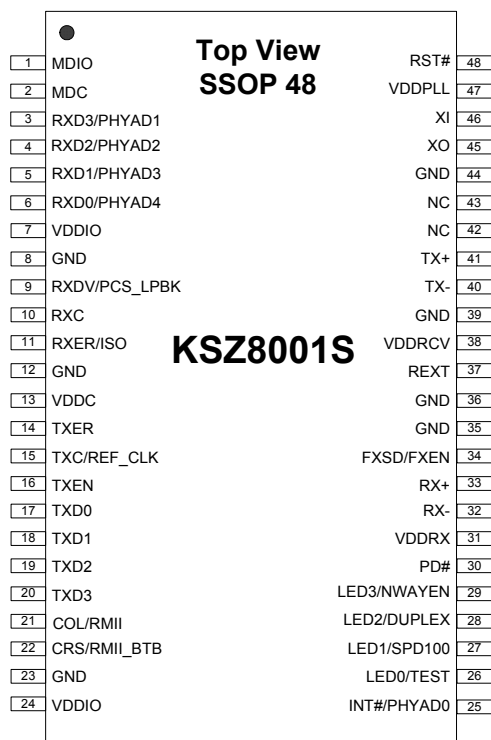 Top View
SSOP 48
KSZ8001S
1 MDIO
2 MDC
3 RXD3/PHYAD1
4 RXD2/PHYAD2
5 RXD1/PHYAD3
6 RXD0/PHYAD4
7 VDDIO
8 GND
9 RXDV/PCS_LPBK
10 RXC
11 RXER/ISO
12 GND
13 VDDC
14 TXER
15 TXC/REF_CLK
16 TXEN
17 TXD0
18 TXD1
19 TXD2
20 TXD3
21 COL/RMII
22 CRS/RMII_BTB
23 GND
24 VDDIO
RST# 48
VDDPLL 47
XI 46
XO 45
GND 44
NC 43
NC 42
TX+ 41
TX- 40
GND 39
VDDRCV 38
REXT 37
GND 36
GND 35
FXSD/FXEN 34
RX+ 33
RX- 32
VDDRX 31
PD# 30
LED3/NWAYEN 29
LED2/DUPLEX 28
LED1/SPD100 27
LED0/TEST 26
INT#/PHYAD0 25